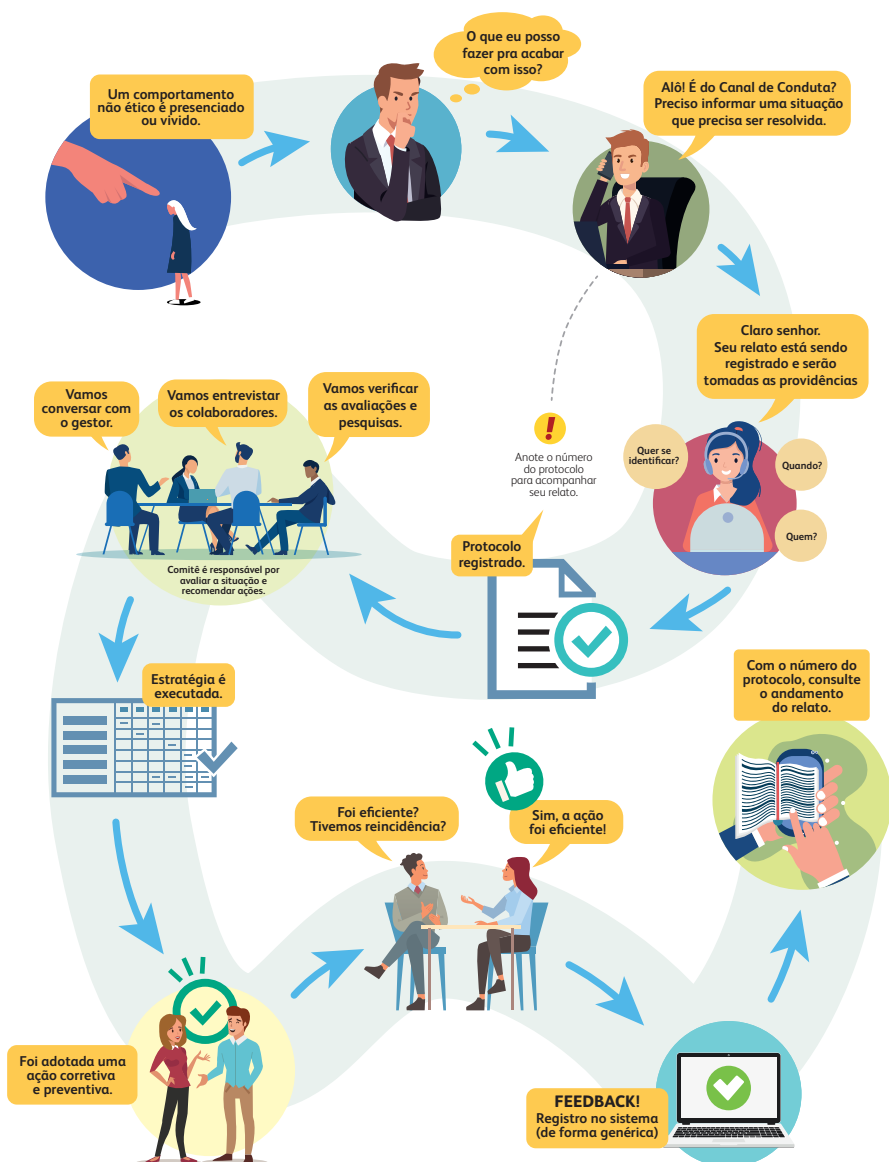 Um comportamento
não ético é presenciado
ou vívido.
O que eu posso
fazer pra acabar
com isso?
Alô! É do Canal de Conduta?
Preciso informar uma situação
que precisa ser resolvida.
Claro senhor.
Seu relato está sendo
registrado e serão
tomadas as providências
Quer se
identificar?
Quando?
Quem?
Anote o número
do protocolo
para acompanhar
seu relato.
Protocolo
registrado.
Vamos
conversar com
o gestor.
Vamos entrevistar
os colaboradores.
Vamos verificar
as avaliações e
pesquisas.
Comitê é responsável por
avaliar a situação e
recomendar ações.
Estratégia é
executada.
Foi adotada uma
ação corretiva
e preventiva.
Foi eficiente?
Tivemos reincidência?
Sim, a ação
foi eficiente!
FEEDBACK!
Registro no sistema
(de forma genérica)
Com o número do
protocolo, consulte
o andamento
do relato.